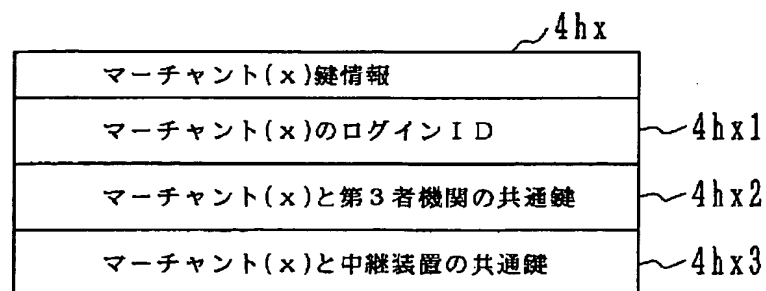 4hx
マーチャント(x)鍵情報
マーチャント(x)のログインID 4hx1
マーチャント(x)と第3者機関の共通鍵 4hx2
マーチャント(x)と中継装置の共通鍵 4hx3